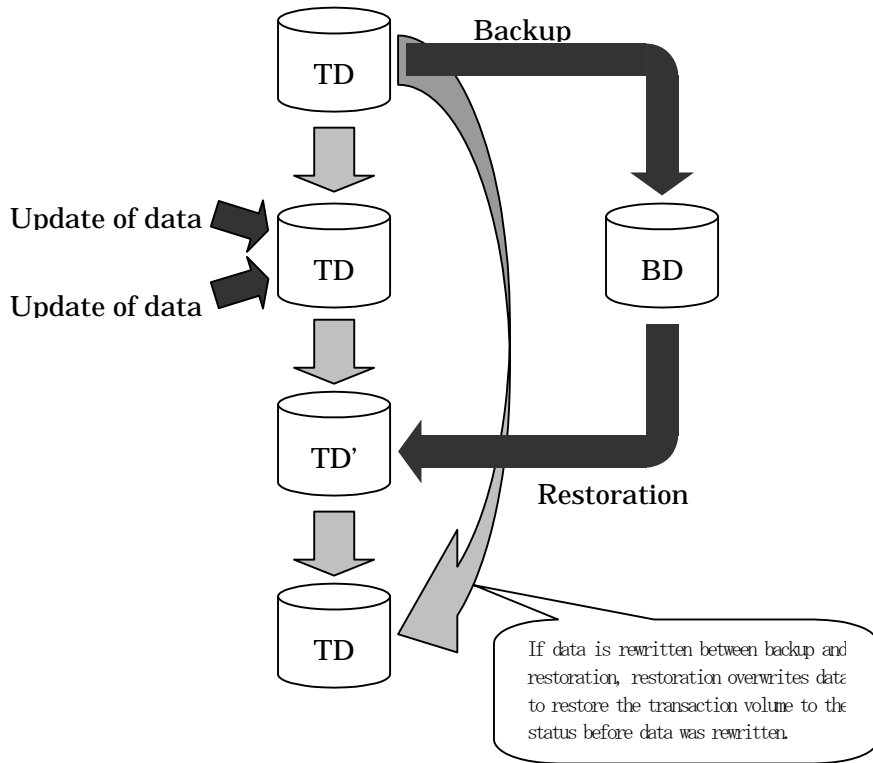 Backup
TD
Update of data
TD
BD
Update of data
TD'
Restoration
TD
If data is rewritten between backup and
restoration, restoration overwrites data
to restore the transaction volume to the
status before data was rewritten.